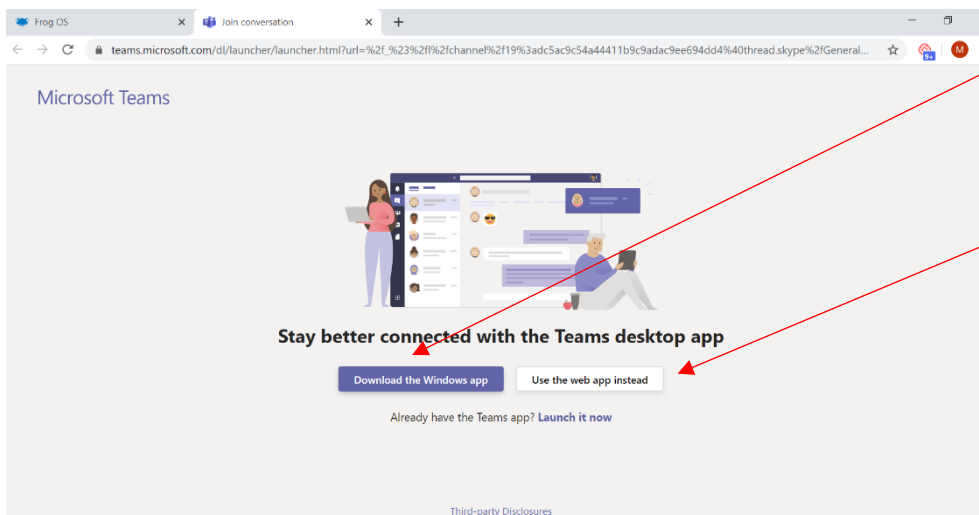 Frog OS
Join conversation
teams.microsoft.com/dl/launcher/launcher.html?url=%2f_%23%2fl%2fchannel%2f19%3adc5ac9c54a44411b9c9adac9ee694dd4%40thread.skype%2fGeneral...
9+
M
Microsoft Teams
Stay better connected with the Teams desktop app
Download the Windows app
Use the web app instead
Already have the Teams app? Launch it now
Third-party Disclosures